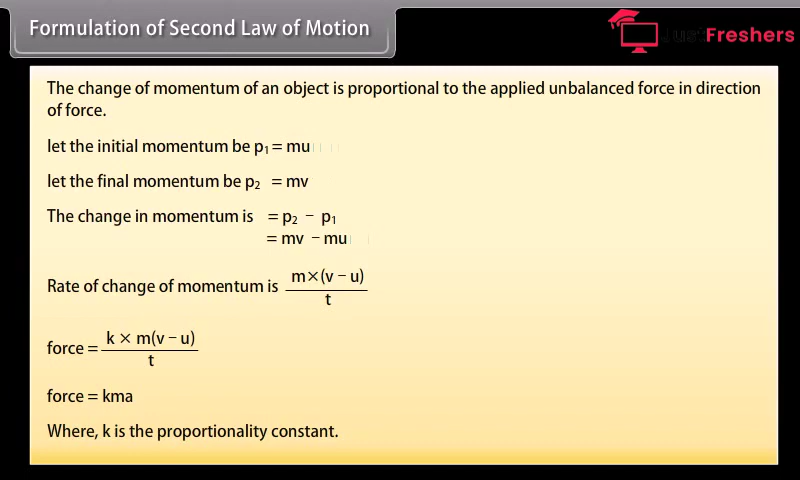 Formulation of Second Law of Motion
Just Freshers
The change of momentum of an object is proportional to the applied unbalanced force in direction
of force.
let the initial momentum be p₁ = mu
let the final momentum be p₂ = mv
The change in momentum is = p₂ − p₁
= mv − mu
Rate of change of momentum is m×(v − u)
t
force = k × m(v − u)
t
force = kma
Where, k is the proportionality constant.